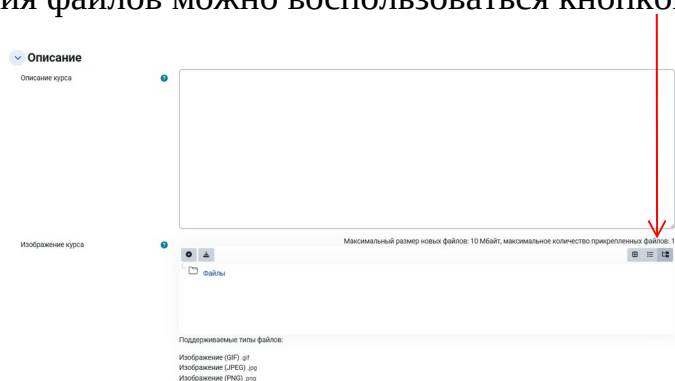 ия файлов можно воспользоваться кнопко
Описание
Описание курса
Изображение курса
Максимальный размер новых файлов: 10 Мбайт, максимальное количество прикрепленных файлов: 1
Файлы
Поддерживаемые типы файлов:
Изображение (GIF) .gif
Изображение (JPEG) .jpg
Изображение (PNG) .png